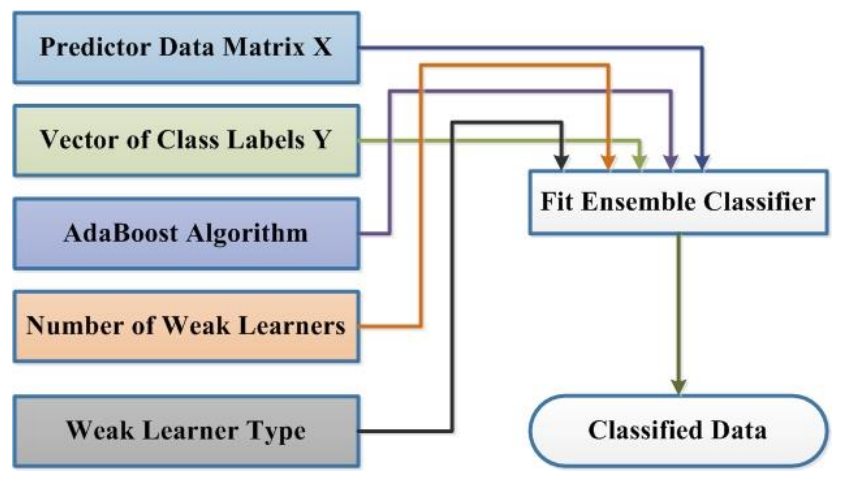 Predictor Data Matrix X
Vector of Class Labels Y
AdaBoost Algorithm
Number of Weak Learners
Weak Learner Type
Fit Ensemble Classifier
Classified Data